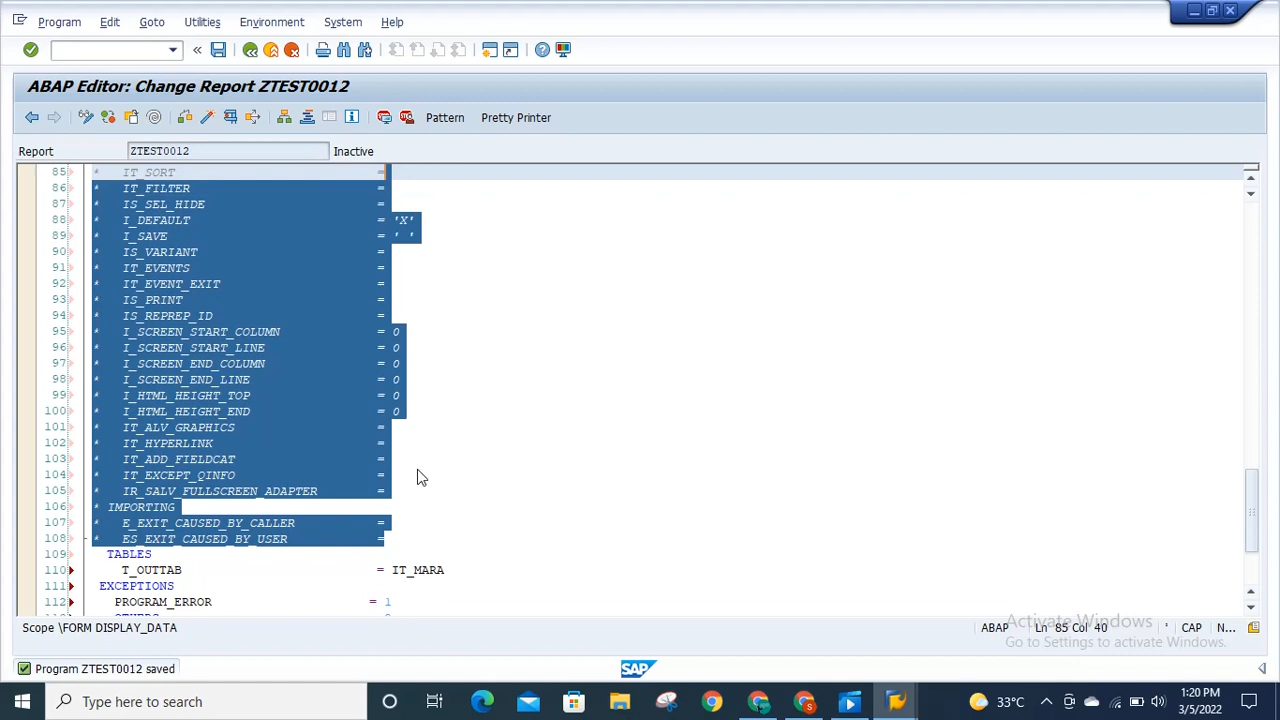 Program Edit Goto Utilities Environment System Help
ABAP Editor: Change Report ZTEST0012
Pattern Pretty Printer
Report ZTEST0012 Inactive
85 * IT_SORT =
86 * IT_FILTER =
87 * IS_SEL_HIDE =
88 * I_DEFAULT = 'X'
89 * I_SAVE = ' '
90 * IS_VARIANT =
91 * IT_EVENTS =
92 * IT_EVENT_EXIT =
93 * IS_PRINT =
94 * IS_REPREP_ID =
95 * I_SCREEN_START_COLUMN = 0
96 * I_SCREEN_START_LINE = 0
97 * I_SCREEN_END_COLUMN = 0
98 * I_SCREEN_END_LINE = 0
99 * I_HTML_HEIGHT_TOP = 0
100 * I_HTML_HEIGHT_END = 0
101 * IT_ALV_GRAPHICS =
102 * IT_HYPERLINK =
103 * IT_ADD_FIELDCAT =
104 * IT_EXCEPT_QINFO =
105 * IR_SALV_FULLSCREEN_ADAPTER =
106 * IMPORTING
107 * E_EXIT_CAUSED_BY_CALLER =
108 * ES_EXIT_CAUSED_BY_USER =
109 TABLES
110 T_OUTTAB = IT_MARA
111 EXCEPTIONS
112 PROGRAM_ERROR = 1
Activate Windows
Scope \FORM DISPLAY_DATA ABAP Ln 85 Col 40 ' CAP N...
Go to Settings to activate Windows.
Program ZTEST0012 saved
SAP
Type here to search
33°C
1:20 PM
3/5/2022